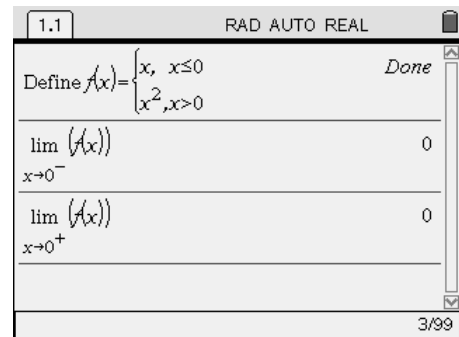 1.1 RAD AUTO REAL
Define f(x)={x, x≤0 Done
x²,x>0
lim (f(x)) 0
x→0⁻
lim (f(x)) 0
x→0⁺
3/99